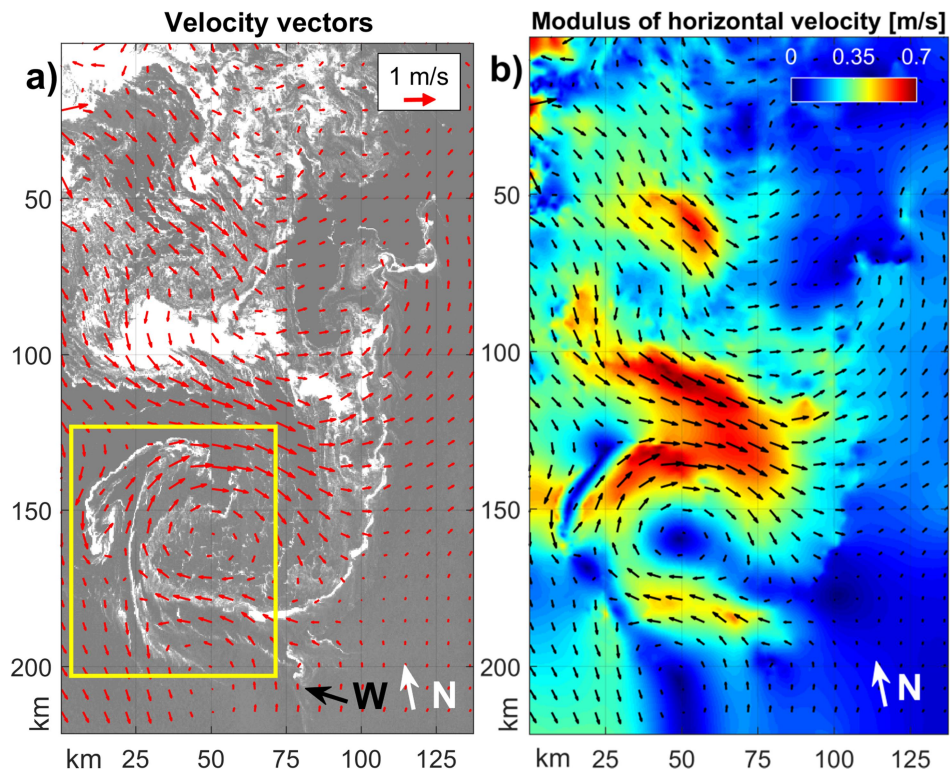 Velocity vectors
Modulus of horizontal velocity [m/s]
a)
1 m/s
b)
0 0.35 0.7
50
100
150
200
km
W
N
km 25 50 75 100 125
50
100
150
200
km
N
km 25 50 75 100 125